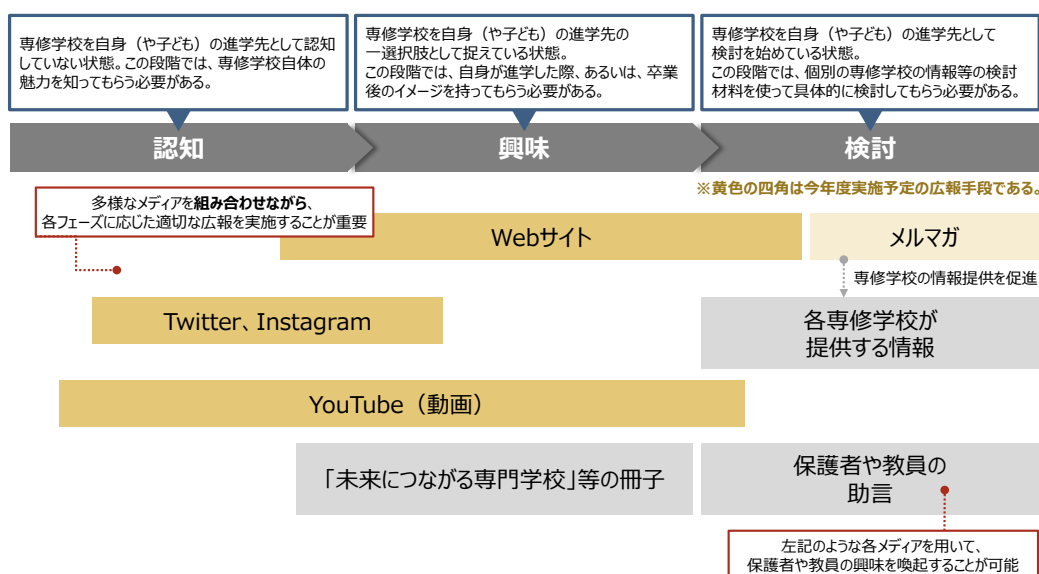 専修学校を自身（や子ども）の進学先として認知
していない状態。この段階では、専修学校自体の
魅力を知ってもらう必要がある。
専修学校を自身（や子ども）の進学先の
一選択肢として捉えている状態。
この段階では、自身が進学した際、あるいは、卒業
後のイメージを持ってもらう必要がある。
専修学校を自身（や子ども）の進学先として
検討を始めている状態。
この段階では、個別の専修学校の情報等の検討
材料を使って具体的に検討してもらう必要がある。
認知
興味
検討
※黄色の四角は今年度実施予定の広報手段である。
多様なメディアを組み合わせながら、
各フェーズに応じた適切な広報を実施することが重要
Webサイト
メルマガ
専修学校の情報提供を促進
Twitter、Instagram
各専修学校が
提供する情報
YouTube（動画）
「未来につながる専門学校」等の冊子
保護者や教員の
助言
左記のような各メディアを用いて、
保護者や教員の興味を喚起することが可能